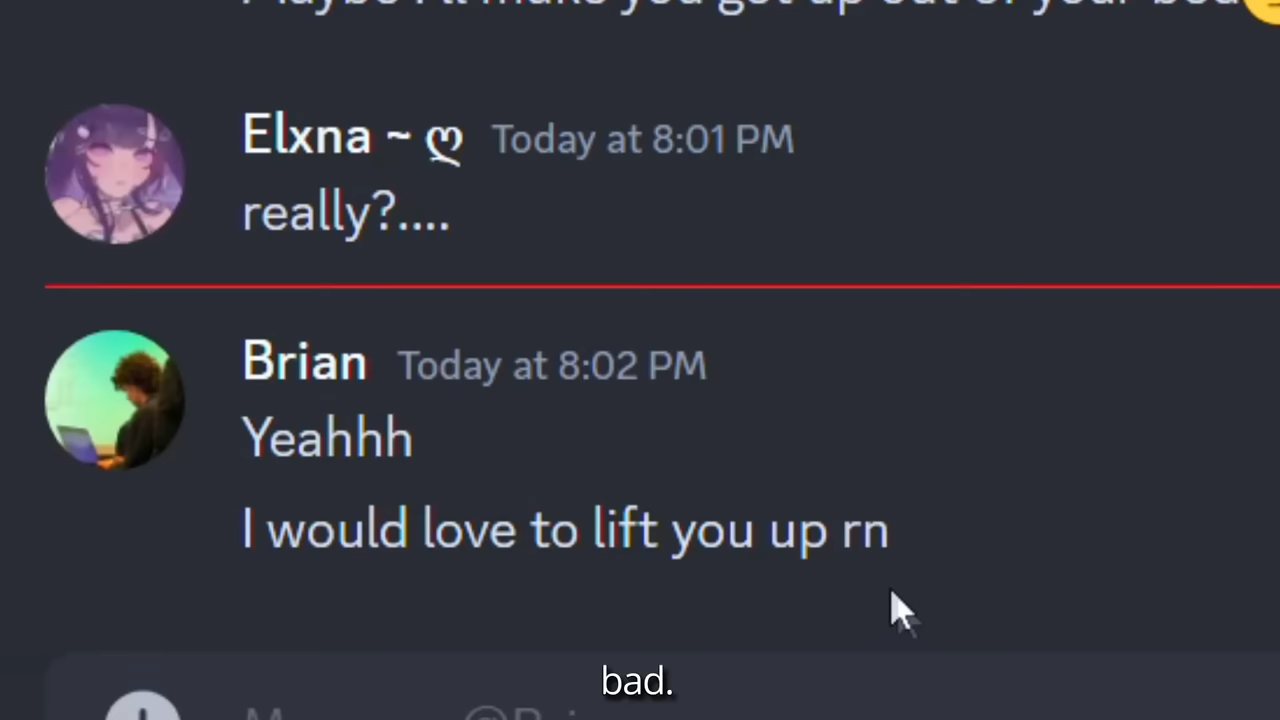 Maybe I'll make you get up out of your bed
Elxna ~ ღ Today at 8:01 PM
really?....
Brian Today at 8:02 PM
Yeahhh
I would love to lift you up rn
bad.